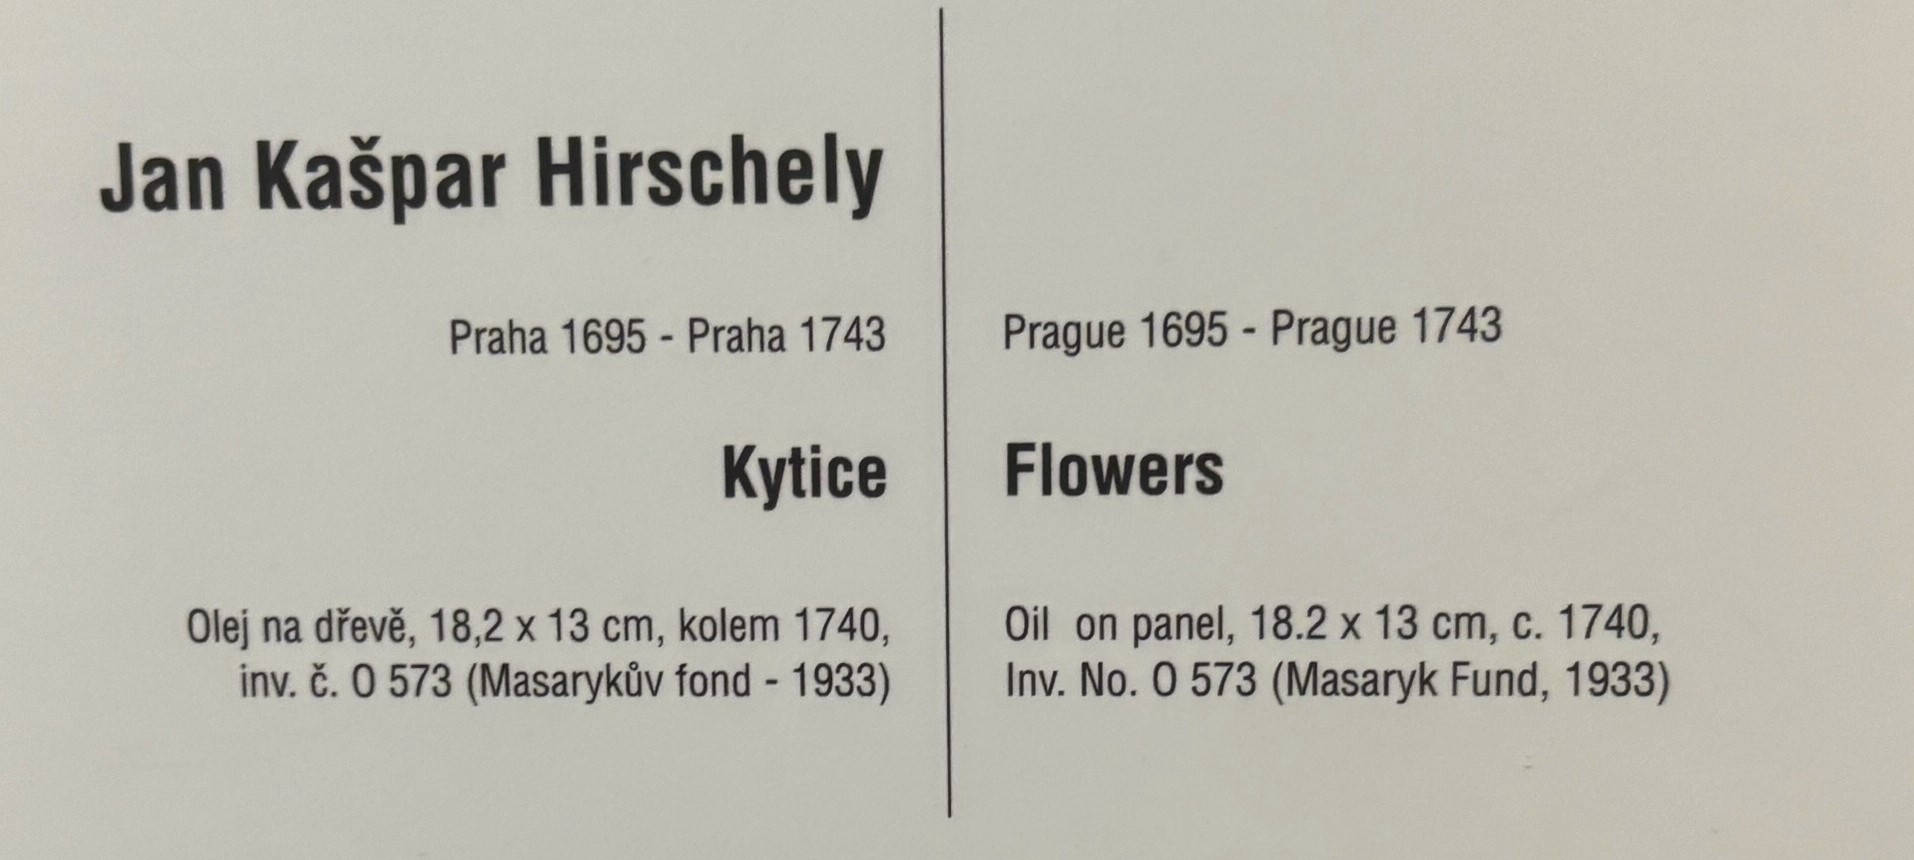 Jan Kašpar Hirschely
Praha 1695 - Praha 1743
Kytice
Olej na dřevě, 18,2 x 13 cm, kolem 1740,
inv. č. O 573 (Masarykův fond - 1933)
Prague 1695 - Prague 1743
Flowers
Oil on panel, 18.2 x 13 cm, c. 1740,
Inv. No. O 573 (Masaryk Fund, 1933)